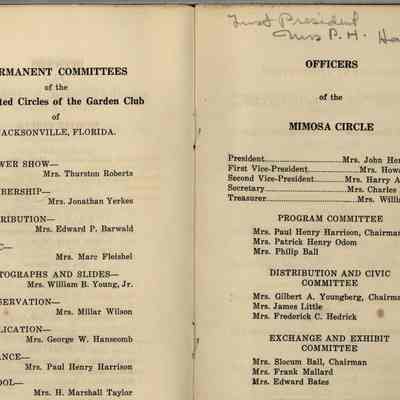 RMANENT COMMITTEES
of the
ted Circles of the Garden Club
of
ACKSONVILLE, FLORIDA.
WER SHOW—
Mrs. Thurston Roberts
BERSHIP—
Mrs. Jonathan Yerkes
TRIBUTION—
Mrs. Edward P. Barwald
C—
Mrs. Marc Fleishel
TOGRAPHS AND SLIDES—
Mrs. William B. Young, Jr.
SERVATION—
Mrs. Millar Wilson
LICATION—
Mrs. George W. Hanscomb
ANCE—
Mrs. Paul Henry Harrison
OOL—
Mrs. H. Marshall Taylor
First President
Mrs P. H. Ha
OFFICERS
of the
MIMOSA CIRCLE
President Mrs. John Her
First Vice-President Mrs. Howa
Second Vice-President Mrs. Harry A
Secretary Mrs. Charles
Treasurer Mrs. Willia
PROGRAM COMMITTEE
Mrs. Paul Henry Harrison, Chairma
Mrs. Patrick Henry Odom
Mrs. Philip Ball
DISTRIBUTION AND CIVIC
COMMITTEE
Mrs. Gilbert A. Youngberg, Chairma
Mrs. James Little
Mrs. Frederick C. Hedrick
EXCHANGE AND EXHIBIT
COMMITTEE
Mrs. Slocum Ball, Chairman
Mrs. Frank Mallard
Mrs. Edward Bates